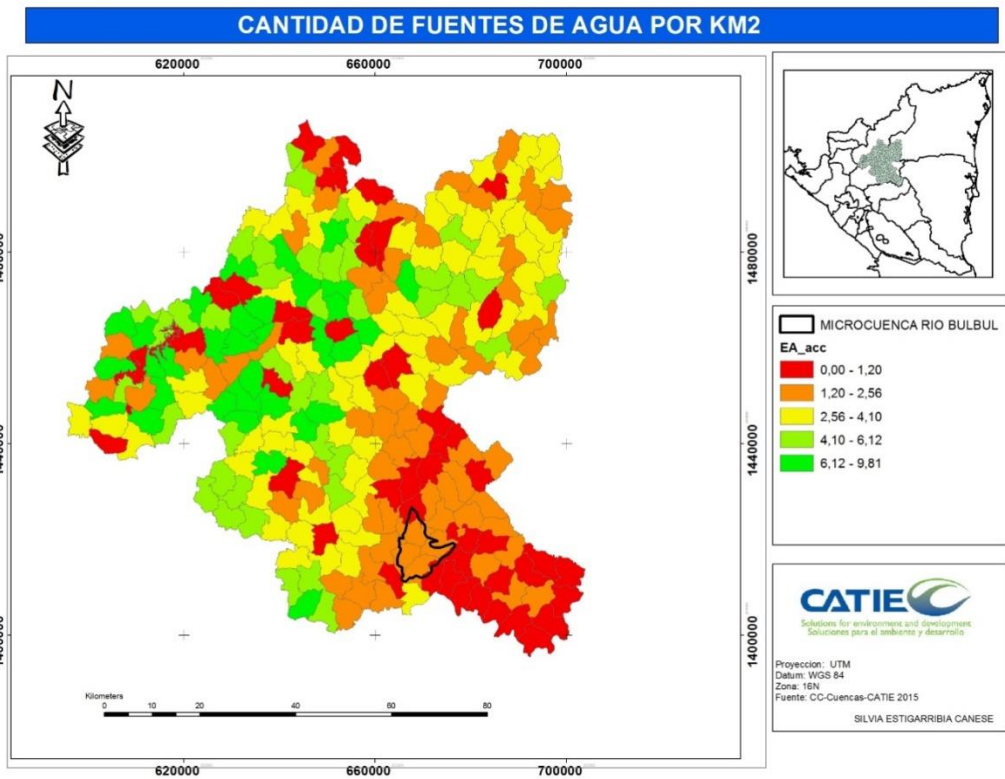 CANTIDAD DE FUENTES DE AGUA POR KM2
620000 660000 700000
N
1480000 1480000
1440000 1440000
1400000 1400000
Kilometers
0 10 20 40 60 80
620000 660000 700000
MICROCUENCA RIO BULBUL
EA_acc
0,00 - 1,20
1,20 - 2,56
2,56 - 4,10
4,10 - 6,12
6,12 - 9,81
CATIE
Solutions for environment and development
Soluciones para el ambiente y desarrollo
Proyeccion: UTM
Datum: WGS 84
Zona: 16N
Fuente: CC-Cuencas-CATIE 2015
SILVIA ESTIGARRIBIA CANESE